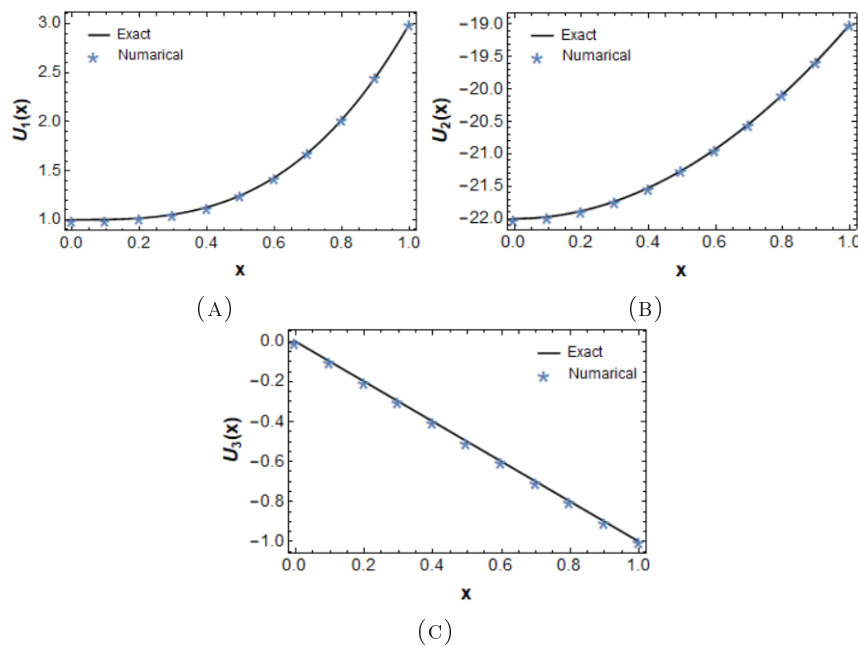 Exact
Numarical
U₁(x)
3.0
2.5
2.0
1.5
1.0
0.0 0.2 0.4 0.6 0.8 1.0
x
(A)
Exact
Numarical
U₂(x)
−19.0
−19.5
−20.0
−20.5
−21.0
−21.5
−22.0
0.0 0.2 0.4 0.6 0.8 1.0
x
(B)
Exact
Numarical
U₃(x)
0.0
−0.2
−0.4
−0.6
−0.8
−1.0
0.0 0.2 0.4 0.6 0.8 1.0
x
(C)